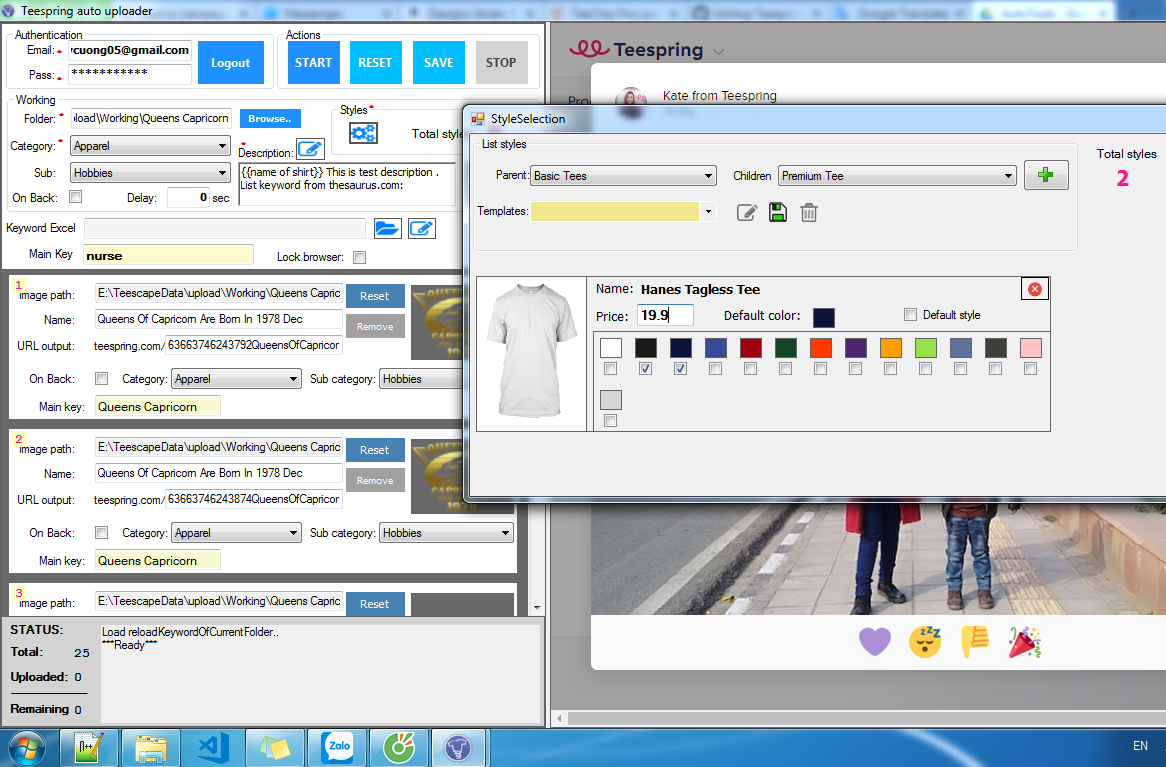 Teespring auto uploader
Authentication
Email: * cuong05@gmail.com
Pass: * ***********
Logout
Actions
START
RESET
SAVE
STOP
Working
Folder: * load\Working\Queens Capricorn
Browse..
Category: * Apparel
Sub: Hobbies
On Back:
Delay: 0 sec
Styles*
Total style
* Description:
{{name of shirt}} This is test description .
List keyword from thesaurus.com:
Keyword Excel
Main Key nurse
Lock browser:
1
image path: E:\TeescapeData\upload\Working\Queens Capric
Reset
Name: Queens Of Capricorn Are Born In 1978 Dec
Remove
URL output: teespring.com/ 63663746243792QueensOfCapricor
On Back: Category: Apparel Sub category: Hobbies
Main key: Queens Capricorn
2
image path: E:\TeescapeData\upload\Working\Queens Capric
Reset
Name: Queens Of Capricorn Are Born In 1978 Dec
Remove
URL output: teespring.com/ 63663746243874QueensOfCapricor
On Back: Category: Apparel Sub category: Hobbies
Main key: Queens Capricorn
3
image path: E:\TeescapeData\upload\Working\Queens Capric
Reset
STATUS:
Total: 25
Uploaded: 0
Remaining 0
Load reloadKeywordOfCurrentFolder..
***Ready***
Teespring
Kate from Teespring
StyleSelection
List styles
Parent: Basic Tees
Children Premium Tee
Templates:
Total styles
2
Name: Hanes Tagless Tee
Price: 19.9
Default color:
Default style
n++
Zalo
EN